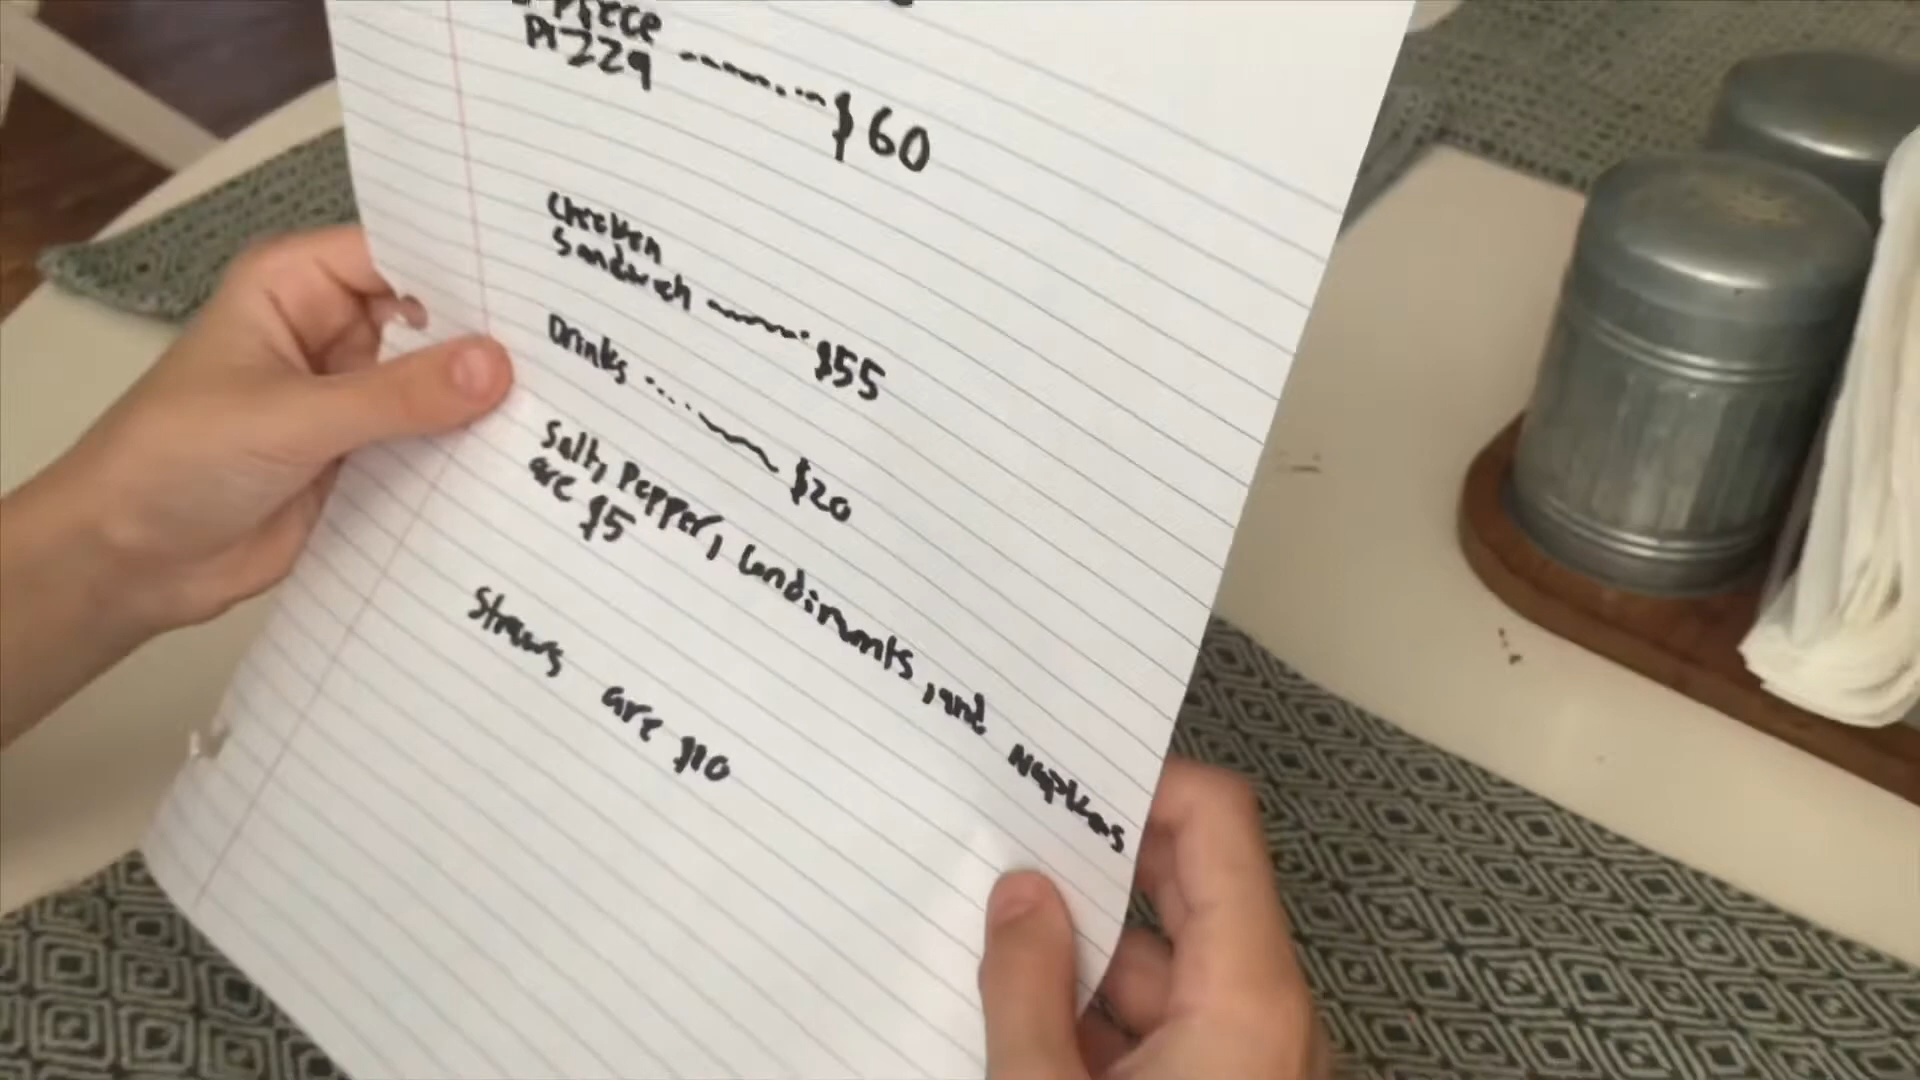 Piece
Pizza ------- $60
Chicken
Sandwich ------- $55
Drinks ------- $20
Salt, Pepper, Condiments, and Napkins
are $5
Straws are $10